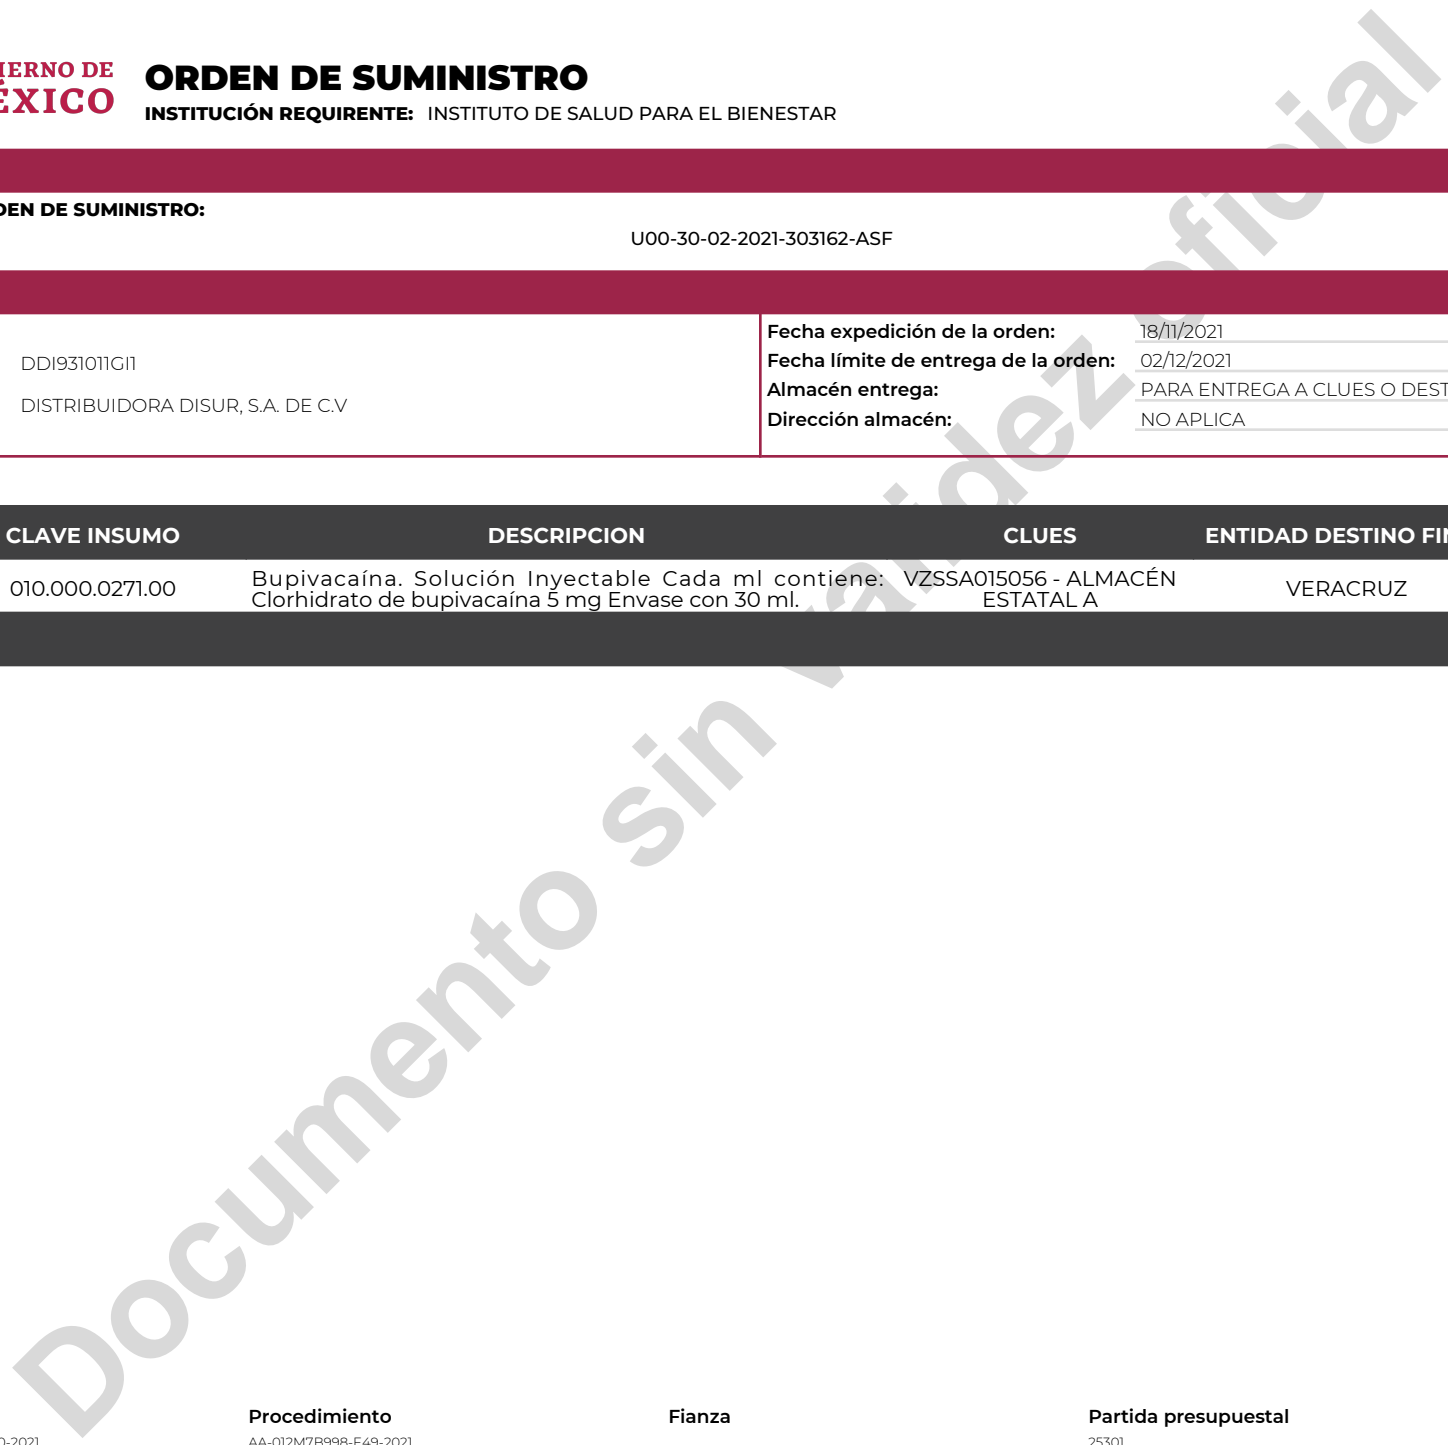 IERNO DE
ÉXICO
ORDEN DE SUMINISTRO
INSTITUCIÓN REQUIRENTE: INSTITUTO DE SALUD PARA EL BIENESTAR
DEN DE SUMINISTRO:
U00-30-02-2021-303162-ASF
DDI931011GI1
DISTRIBUIDORA DISUR, S.A. DE C.V
Fecha expedición de la orden: 18/11/2021
Fecha límite de entrega de la orden: 02/12/2021
Almacén entrega: PARA ENTREGA A CLUES O DEST
Dirección almacén: NO APLICA
CLAVE INSUMO DESCRIPCION CLUES ENTIDAD DESTINO FIN
010.000.0271.00 Bupivacaína. Solución Inyectable Cada ml contiene: VZSSA015056 - ALMACÉN VERACRUZ
Clorhidrato de bupivacaína 5 mg Envase con 30 ml. ESTATAL A
Documento sin validez oficial
Procedimiento Fianza Partida presupuestal
0-2021 AA-012M7B998-E49-2021 25301